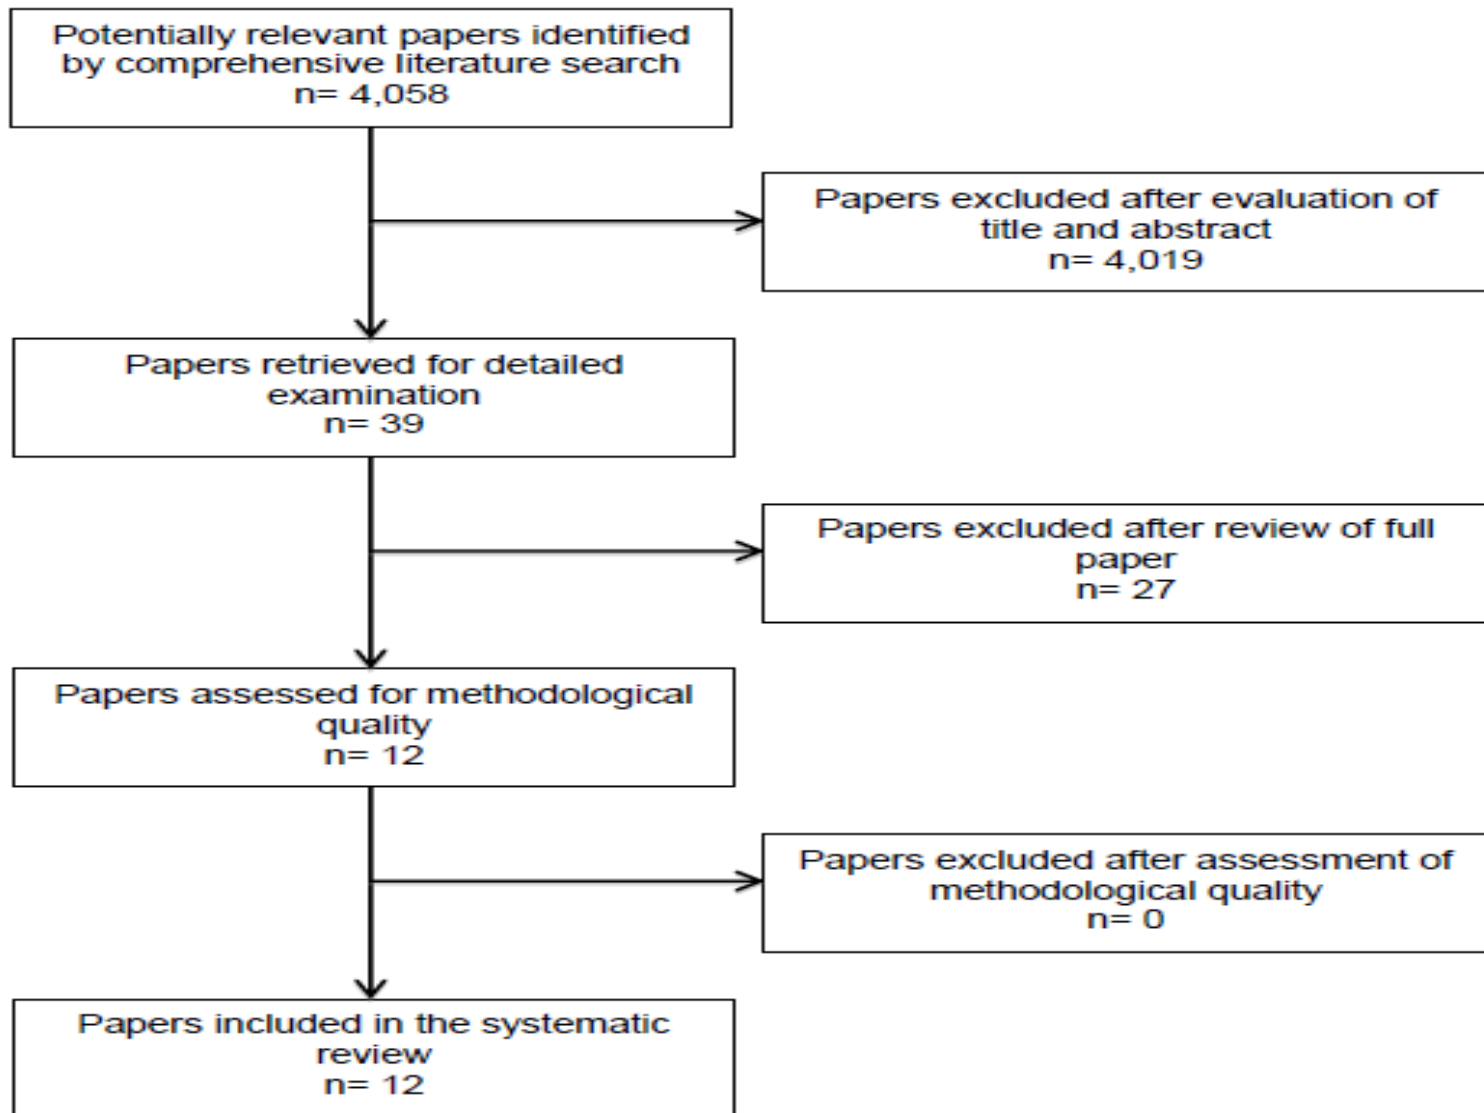 Potentially relevant papers identified
by comprehensive literature search
n= 4,058
Papers excluded after evaluation of
title and abstract
n= 4,019
Papers retrieved for detailed
examination
n= 39
Papers excluded after review of full
paper
n= 27
Papers assessed for methodological
quality
n= 12
Papers excluded after assessment of
methodological quality
n= 0
Papers included in the systematic
review
n= 12